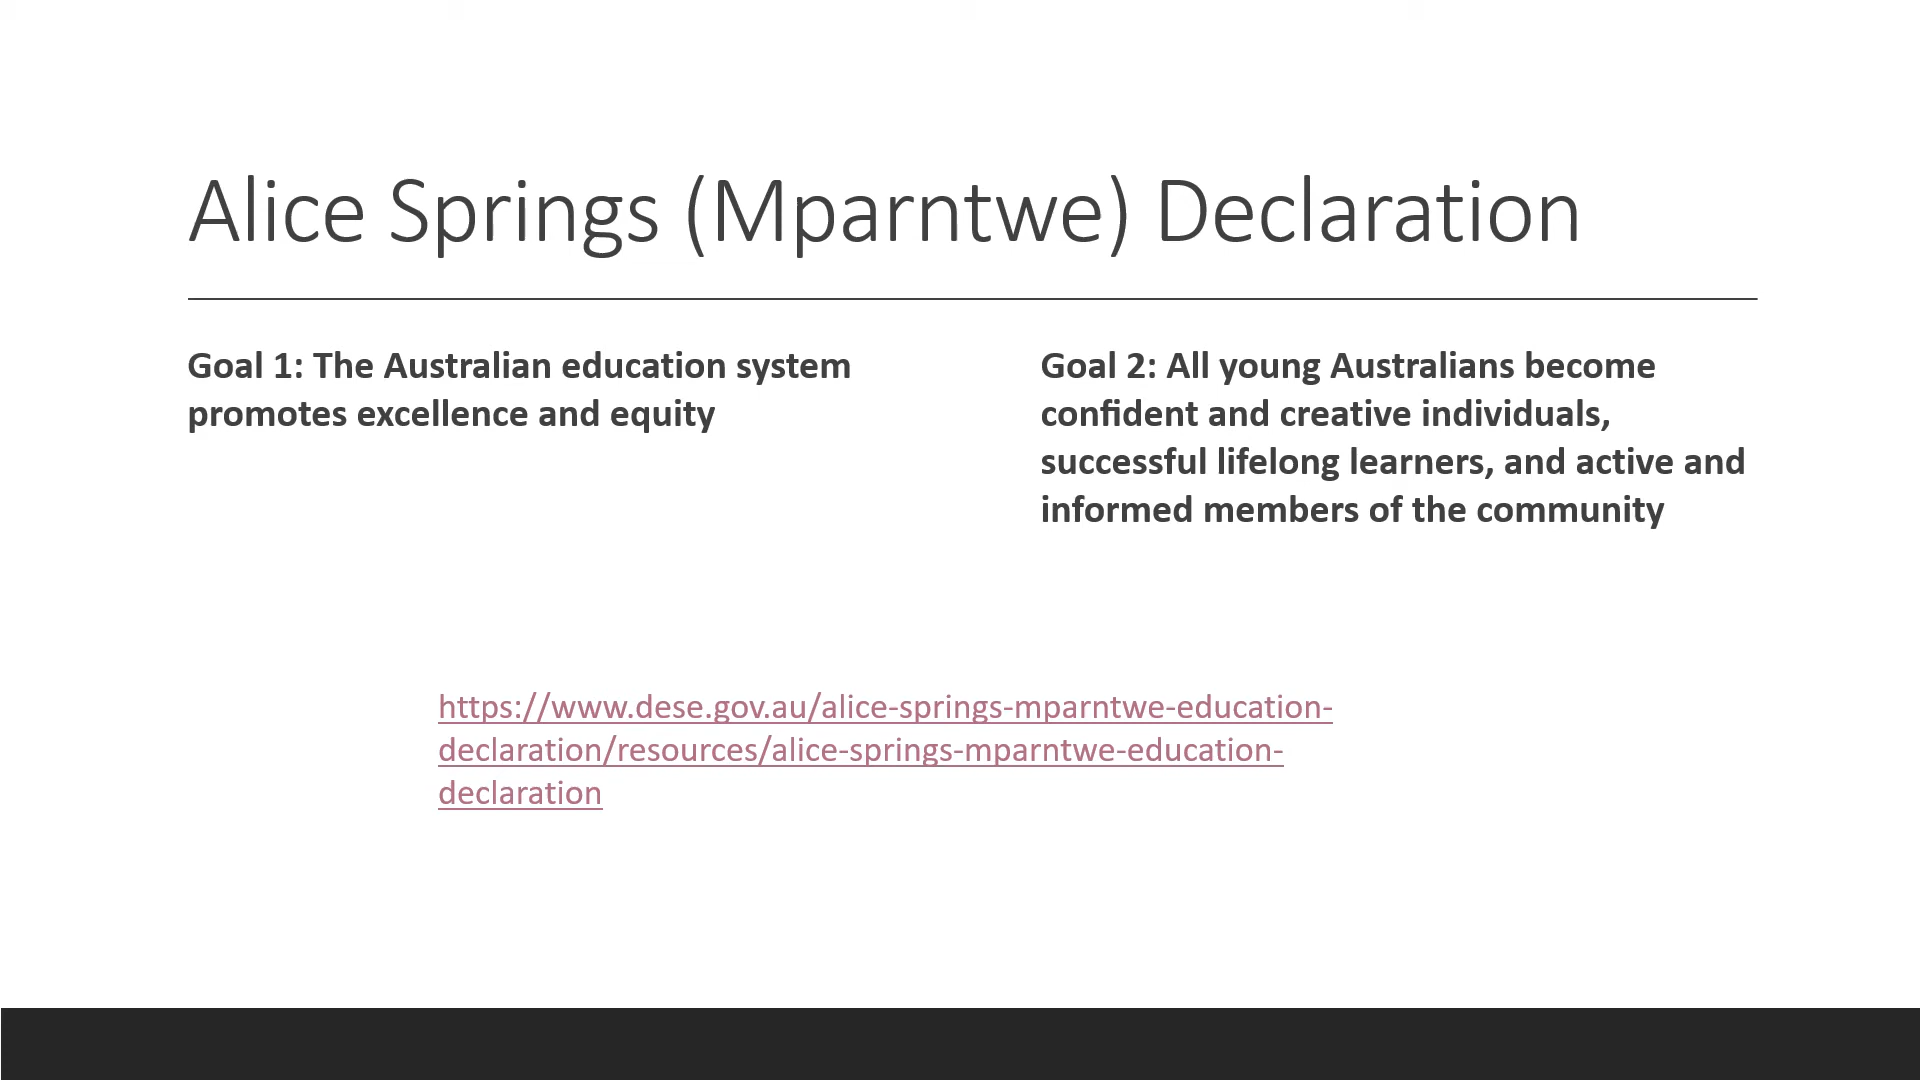 Alice Springs (Mparntwe) Declaration
Goal 1: The Australian education system
promotes excellence and equity
Goal 2: All young Australians become
confident and creative individuals,
successful lifelong learners, and active and
informed members of the community
https://www.dese.gov.au/alice-springs-mparntwe-education-
declaration/resources/alice-springs-mparntwe-education-
declaration